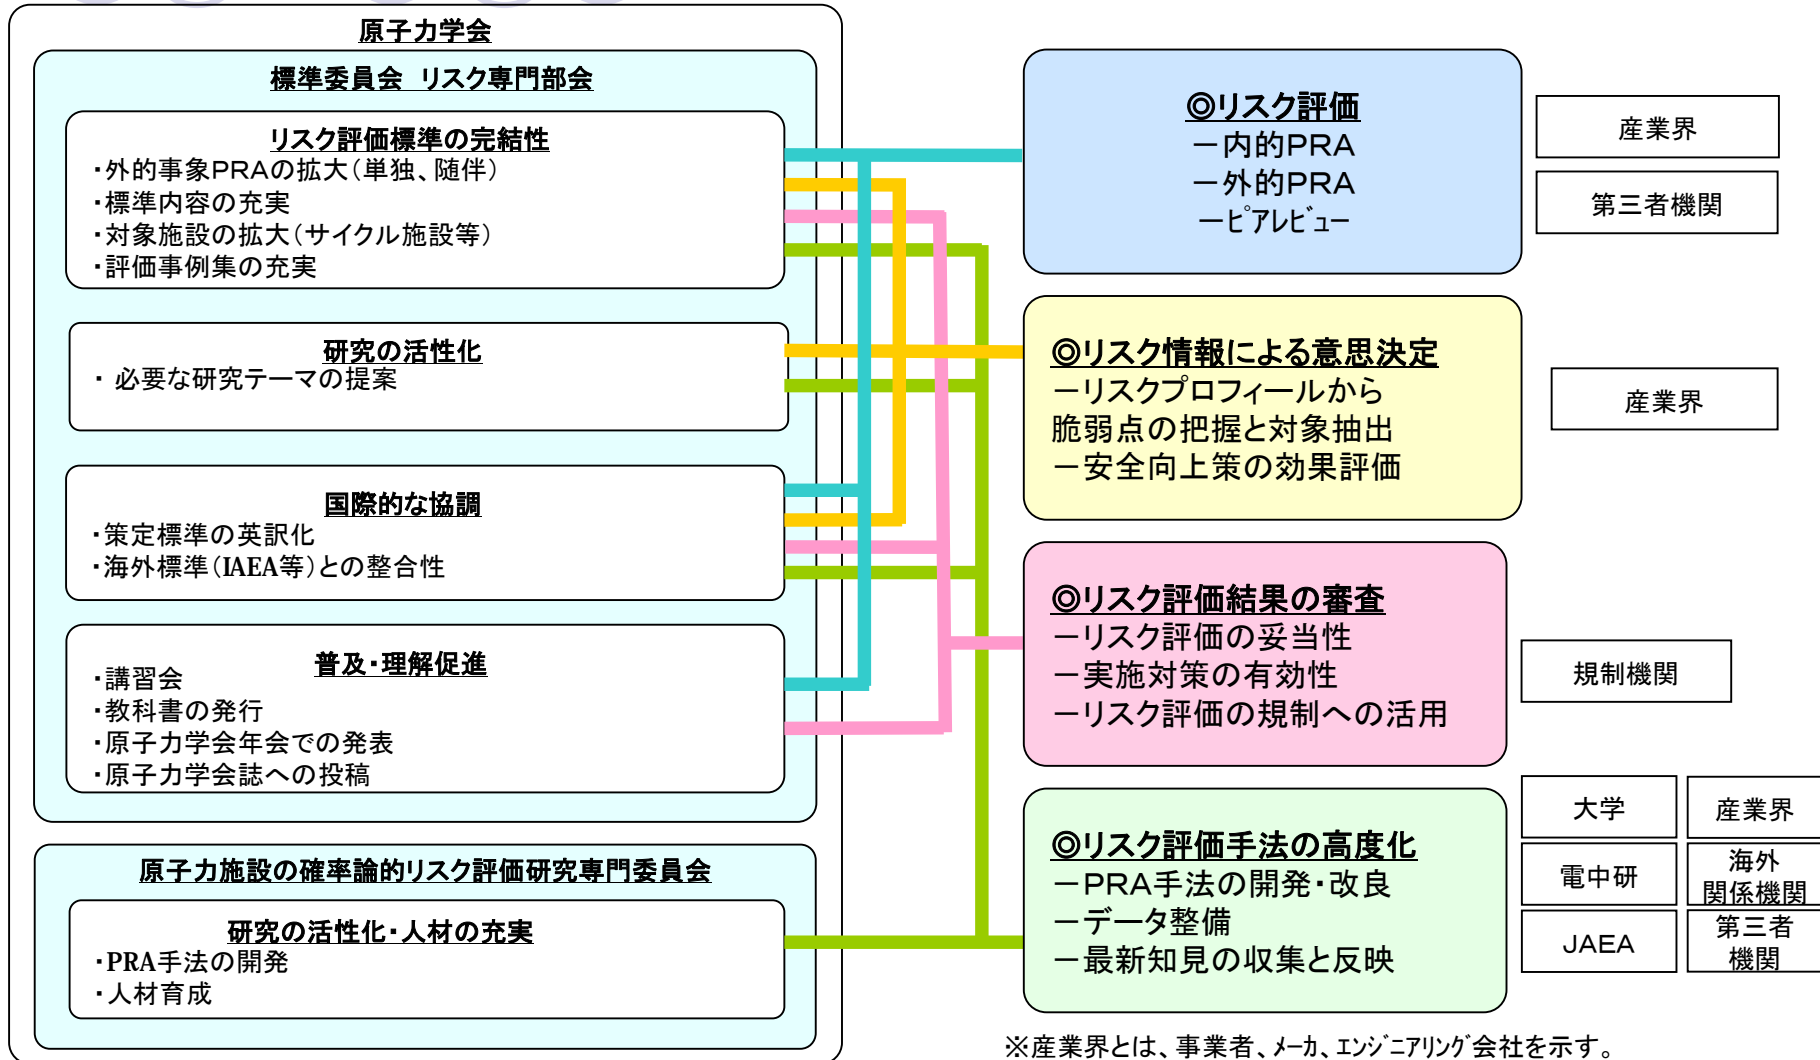 原子力学会
標準委員会 リスク専門部会
リスク評価標準の完結性
・外的事象PRAの拡大(単独、随伴)
・標準内容の充実
・対象施設の拡大(サイクル施設等)
・評価事例集の充実
研究の活性化
・ 必要な研究テーマの提案
国際的な協調
・策定標準の英訳化
・海外標準(IAEA等)との整合性
普及・理解促進
・講習会
・教科書の発行
・原子力学会年会での発表
・原子力学会誌への投稿
原子力施設の確率論的リスク評価研究専門委員会
研究の活性化・人材の充実
・PRA手法の開発
・人材育成
◎リスク評価
－内的PRA
－外的PRA
－ピアレビュー
産業界
第三者機関
◎リスク情報による意思決定
－リスクプロフィールから
脆弱点の把握と対象抽出
－安全向上策の効果評価
産業界
◎リスク評価結果の審査
－リスク評価の妥当性
－実施対策の有効性
－リスク評価の規制への活用
規制機関
◎リスク評価手法の高度化
－PRA手法の開発・改良
－データ整備
－最新知見の収集と反映
大学
産業界
電中研
海外
関係機関
JAEA
第三者
機関
※産業界とは、事業者、メーカ、エンジニアリング会社を示す。